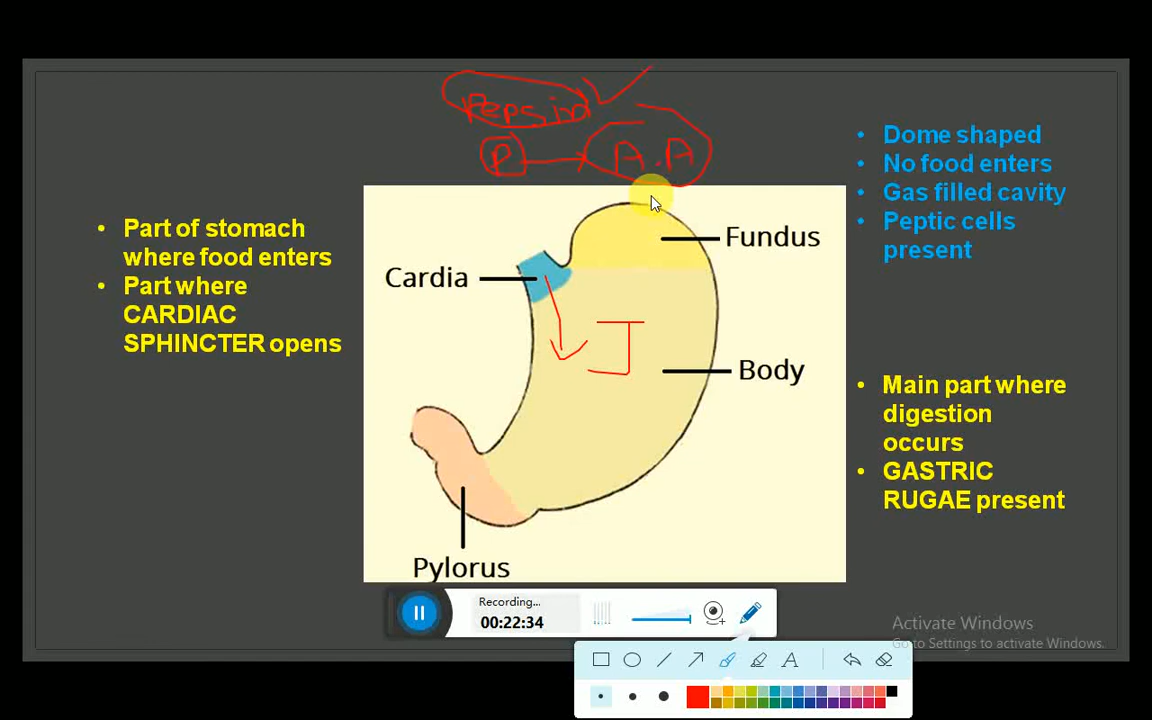 Pepsin
P → A.A
Dome shaped
No food enters
Gas filled cavity
Peptic cells
present
Part of stomach
where food enters
Part where
CARDIAC
SPHINCTER opens
Fundus
Cardia
J
Body
Main part where
digestion
occurs
GASTRIC
RUGAE present
Pylorus
Recording...
00:22:34
Activate Windows
Go to Settings to activate Windows.
A